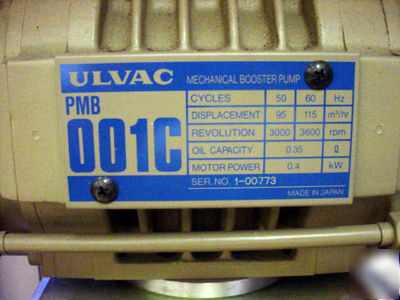 ULVAC MECHANICAL BOOSTER PUMP
PMB
001C
CYCLES 50 60 Hz
DISPLACEMENT 95 115 m³/hr
REVOLUTION 3000 3600 rpm
OIL CAPACITY 0.35 ℓ
MOTOR POWER 0.4 kW
SER. NO. 1-00773
MADE IN JAPAN